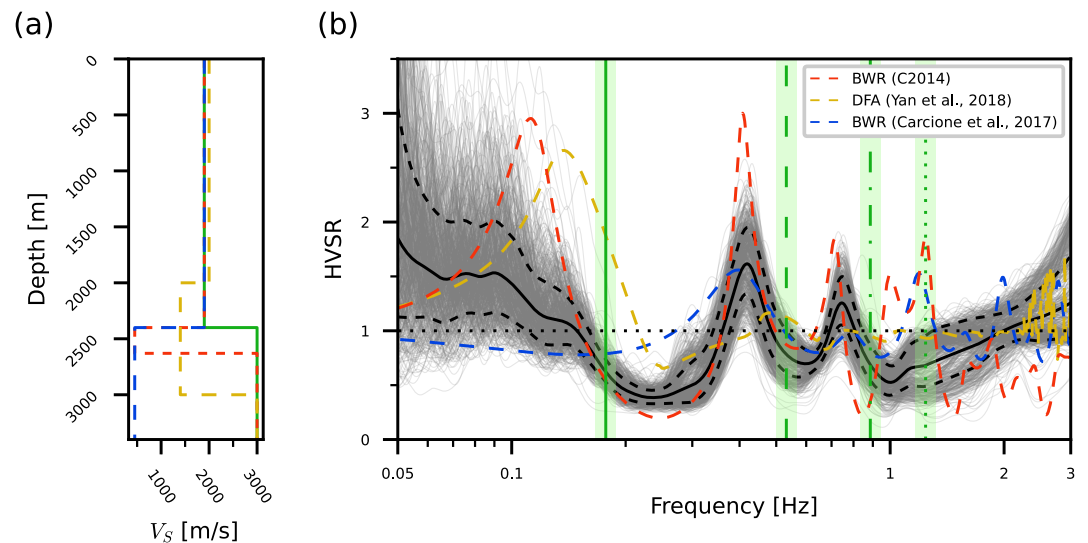 (a)
0
500
1000
1500
2000
2500
3000
Depth [m]
1000
2000
3000
V_S [m/s]
(b)
3
2
1
0
HVSR
BWR (C2014)
DFA (Yan et al., 2018)
BWR (Carcione et al., 2017)
0.05
0.1
1
2
3
Frequency [Hz]